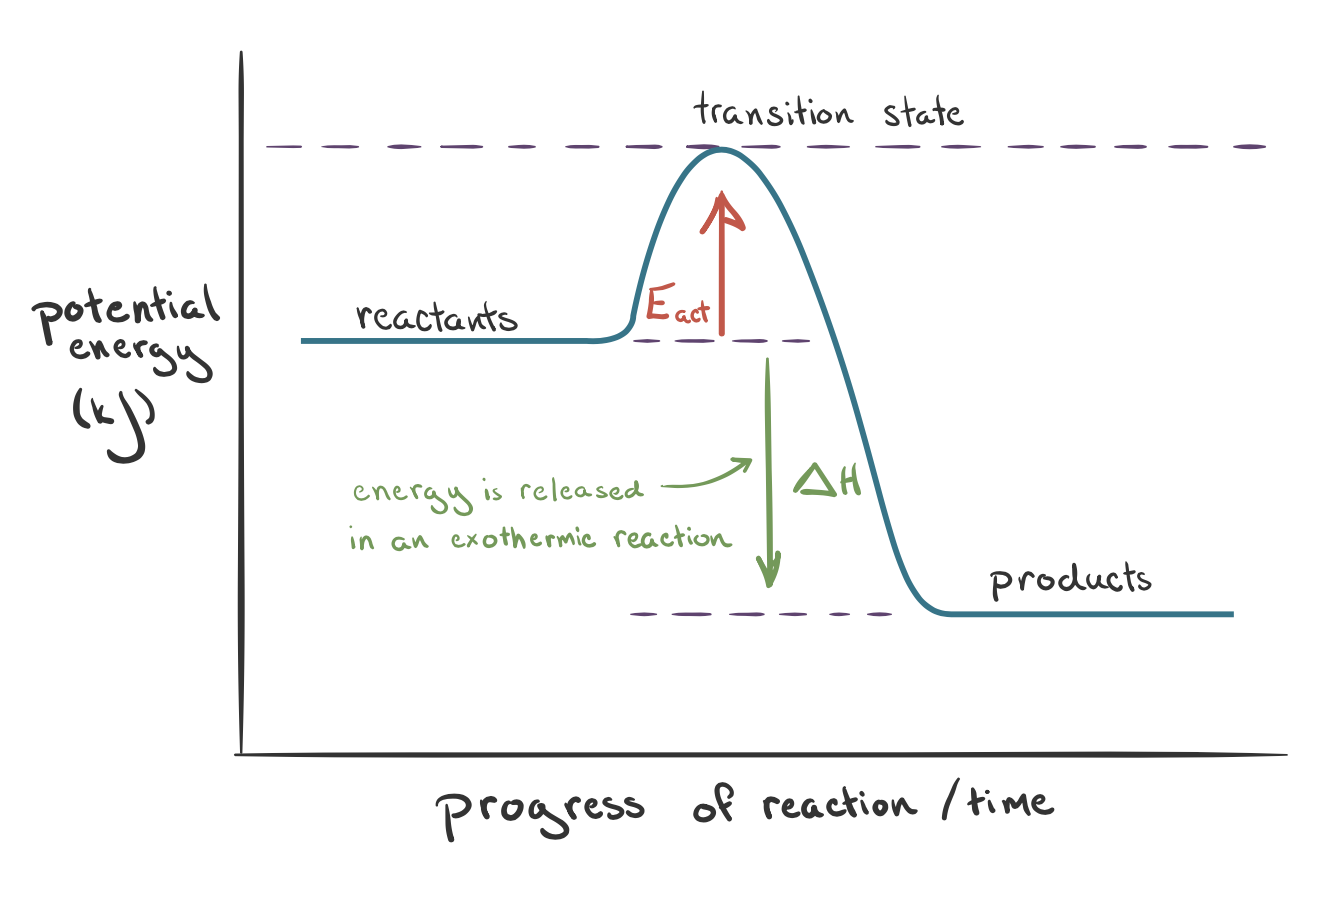 transition state
reactants
Eact
potential
energy
(kJ)
energy is released
in an exothermic reaction
ΔH
products
progress of reaction / time